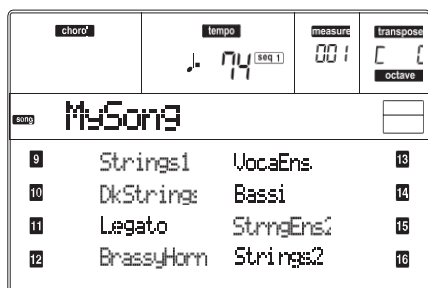 chord tempo measure transpose
♩. 74 seq 1 001 C
octave
song MySong
9 Strings1 VocaEns. 13
10 DkStrings Bassi 14
11 Legato StrngEns2 15
12 BrassyHorn Strings2 16